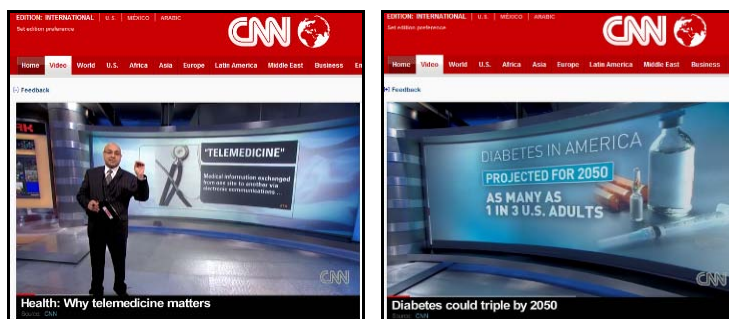 EDITION: INTERNATIONAL | U.S. | MÉXICO | ARABIC
Set edition preference
CNN
Home Video World U.S. Africa Asia Europe Latin America Middle East Business En
Feedback
"TELEMEDICINE"
Medical information exchanged
from one site to another via
electronic communications...
CNN
Health: Why telemedicine matters
Source: CNN
EDITION: INTERNATIONAL | U.S. | MÉXICO | ARABIC
Set edition preference
CNN
Home Video World U.S. Africa Asia Europe Latin America Middle East Business
Feedback
DIABETES IN AMERICA
PROJECTED FOR 2050
AS MANY AS
1 IN 3 U.S. ADULTS
CNN
Diabetes could triple by 2050
Source: CNN